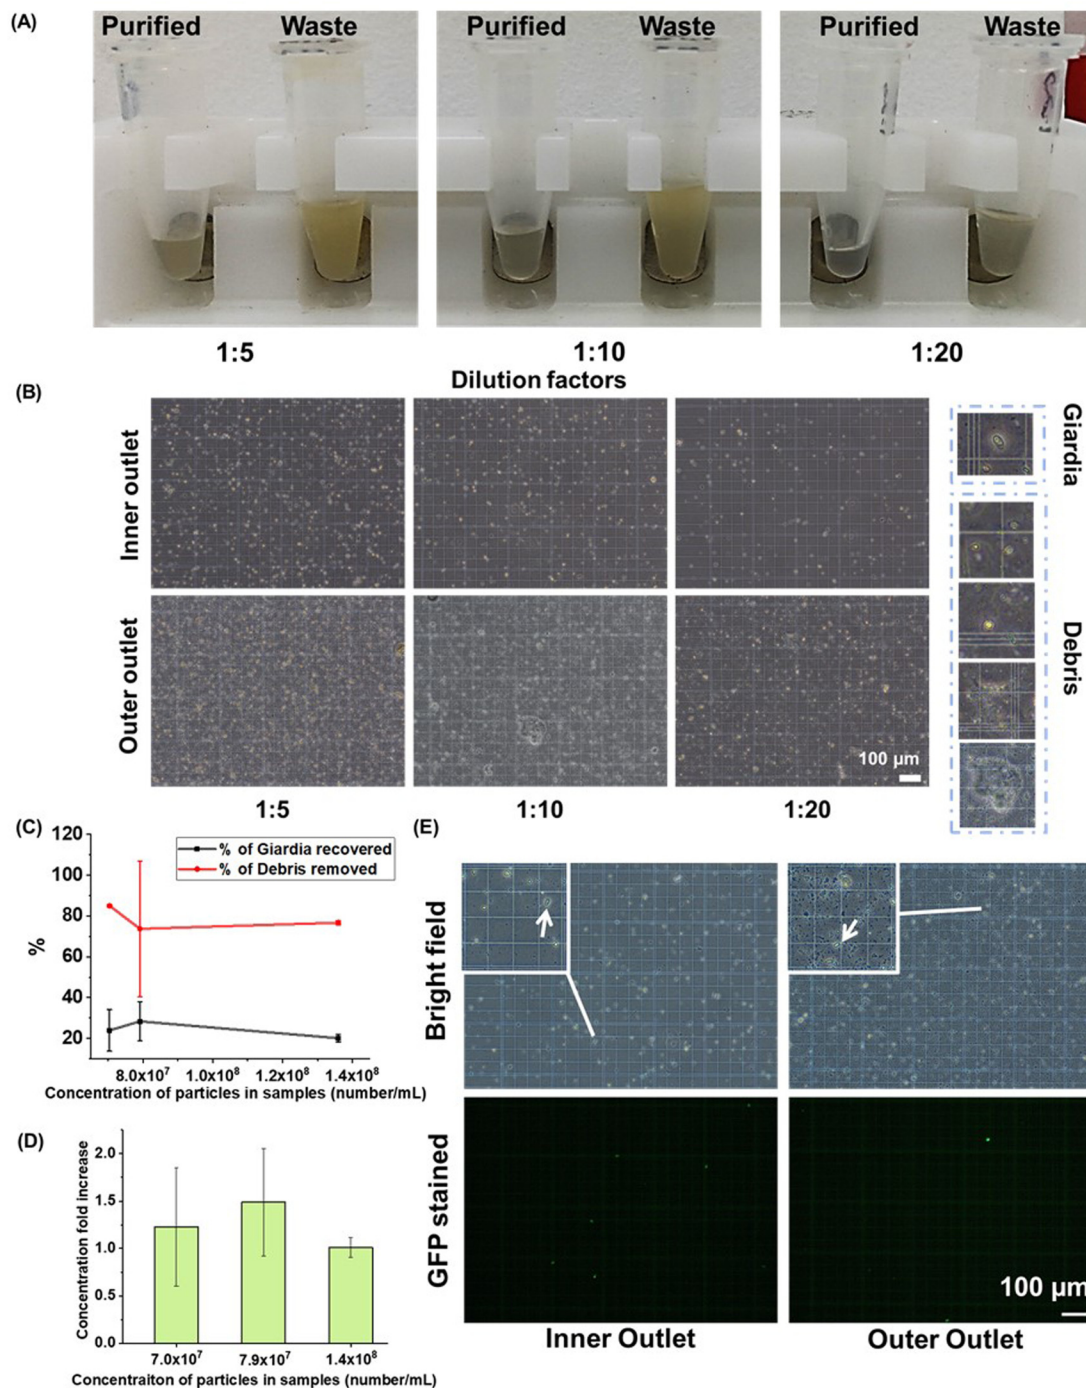 (A)
Purified Waste Purified Waste Purified Waste
1:5 1:10 1:20
Dilution factors
(B)
Inner outlet
Outer outlet
Giardia
Debris
100 µm
1:5 1:10 1:20
(C)
% of Giardia recovered
% of Debris removed
%
120
100
80
60
40
20
8.0x10⁷ 1.0x10⁸ 1.2x10⁸ 1.4x10⁸
Concentration of particles in samples (number/mL)
(D)
Concentration fold increase
2.0
1.5
1.0
0.5
0.0
7.0x10⁷ 7.9x10⁷ 1.4x10⁸
Concentraiton of particles in samples (number/mL)
(E)
Bright field
GFP stained
100 µm
Inner Outlet Outer Outlet